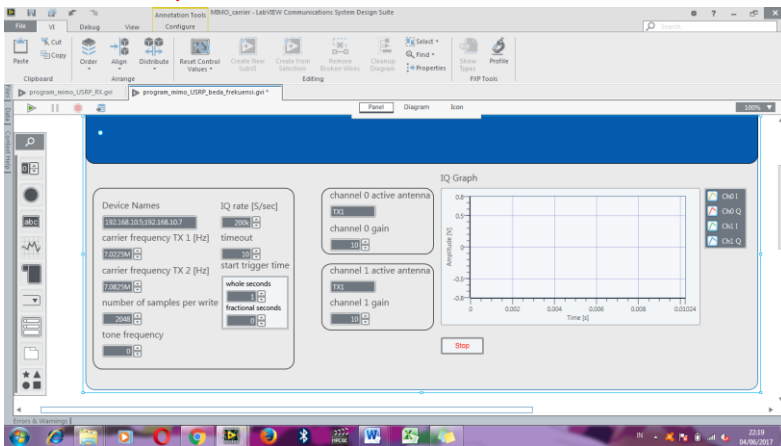 Annotation Tools MIMO_carrier - LabVIEW Communications System Design Suite
File VI Debug View Configure
Search
Paste
Cut
Copy
Order Align Distribute
Reset Control Values
Create New SubVI
Create from Selection
Remove Broken Wires
Cleanup Diagram
Select
Find
Properties
Show Types
Profile
Clipboard Arrange Editing FXP Tools
program_mimo_USRP_RX.gvi program_mimo_USRP_beda_frekuensi.gvi *
Panel Diagram Icon 100%
Files
Data
Context Help
abc
Device Names
192.168.10.5;192.168.10.7
carrier frequency TX 1 [Hz]
7.0225M
carrier frequency TX 2 [Hz]
7.0825M
number of samples per write
2048
tone frequency
0
IQ rate [S/sec]
200k
timeout
10
start trigger time
whole seconds
1
fractional seconds
0
channel 0 active antenna
TX1
channel 0 gain
10
channel 1 active antenna
TX1
channel 1 gain
10
IQ Graph
Amplitude [V]
0.8
0.5
0
-0.5
-0.8
0 0.002 0.004 0.006 0.008 0.01024
Time [s]
Ch0 I
Ch0 Q
Ch1 I
Ch1 Q
Stop
Errors & Warnings
IN
22:19
04/06/2017